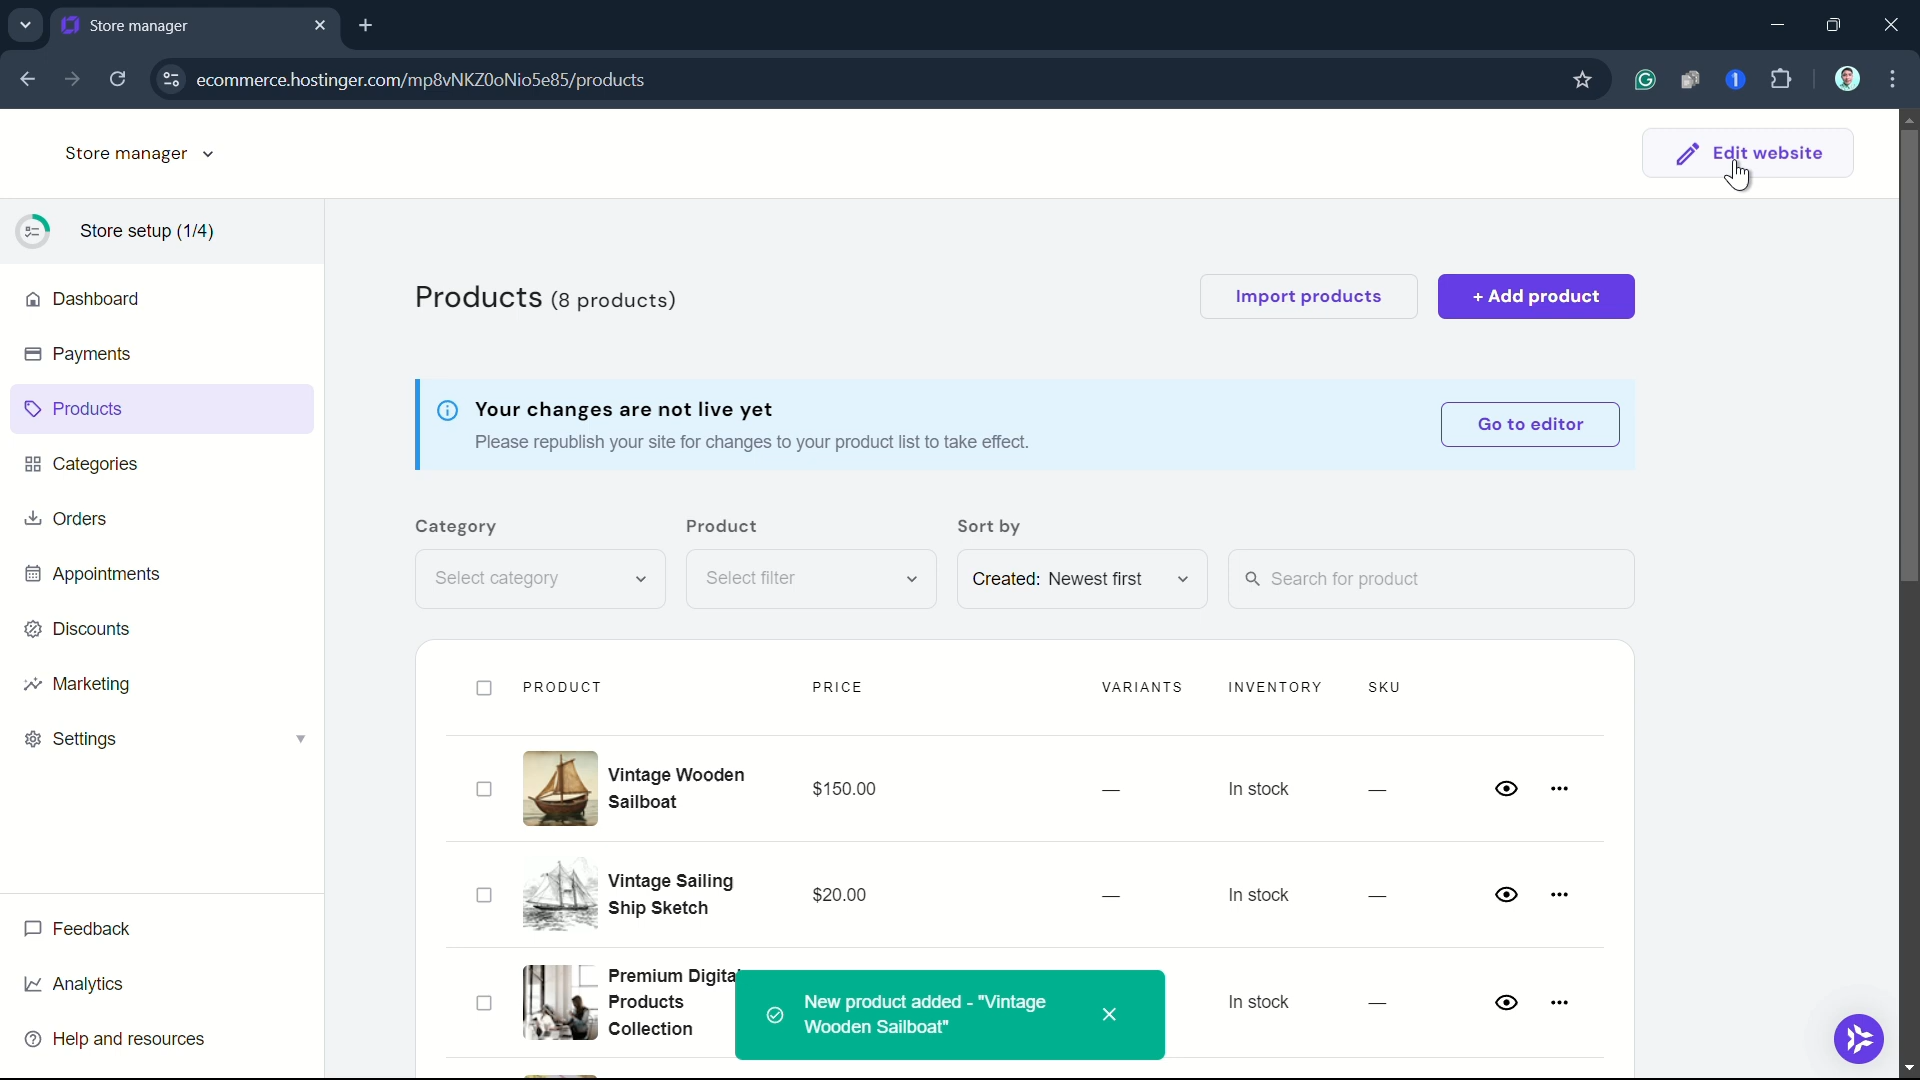 Store manager
ecommerce.hostinger.com/mp8vNKZ0oNio5e85/products
Store manager
Edit website
Store setup (1/4)
Dashboard
Payments
Products
Categories
Orders
Appointments
Discounts
Marketing
Settings
Feedback
Analytics
Help and resources
Products (8 products)
Import products
+ Add product
Your changes are not live yet
Please republish your site for changes to your product list to take effect.
Go to editor
Category
Product
Sort by
Select category
Select filter
Created: Newest first
Search for product
PRODUCT PRICE VARIANTS INVENTORY SKU
Vintage Wooden
Sailboat
$150.00 — In stock —
Vintage Sailing
Ship Sketch
$20.00 — In stock —
Premium Digital
Products
Collection
In stock —
New product added - "Vintage
Wooden Sailboat"